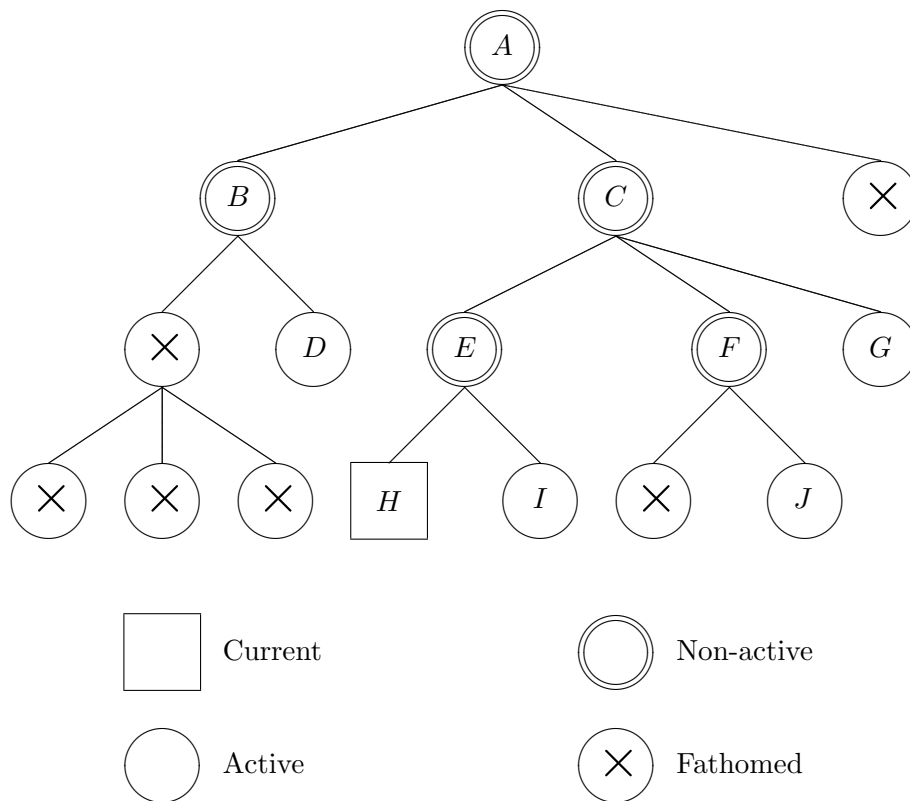 A
B C
D E F G
H I J
Current Non-active
Active Fathomed